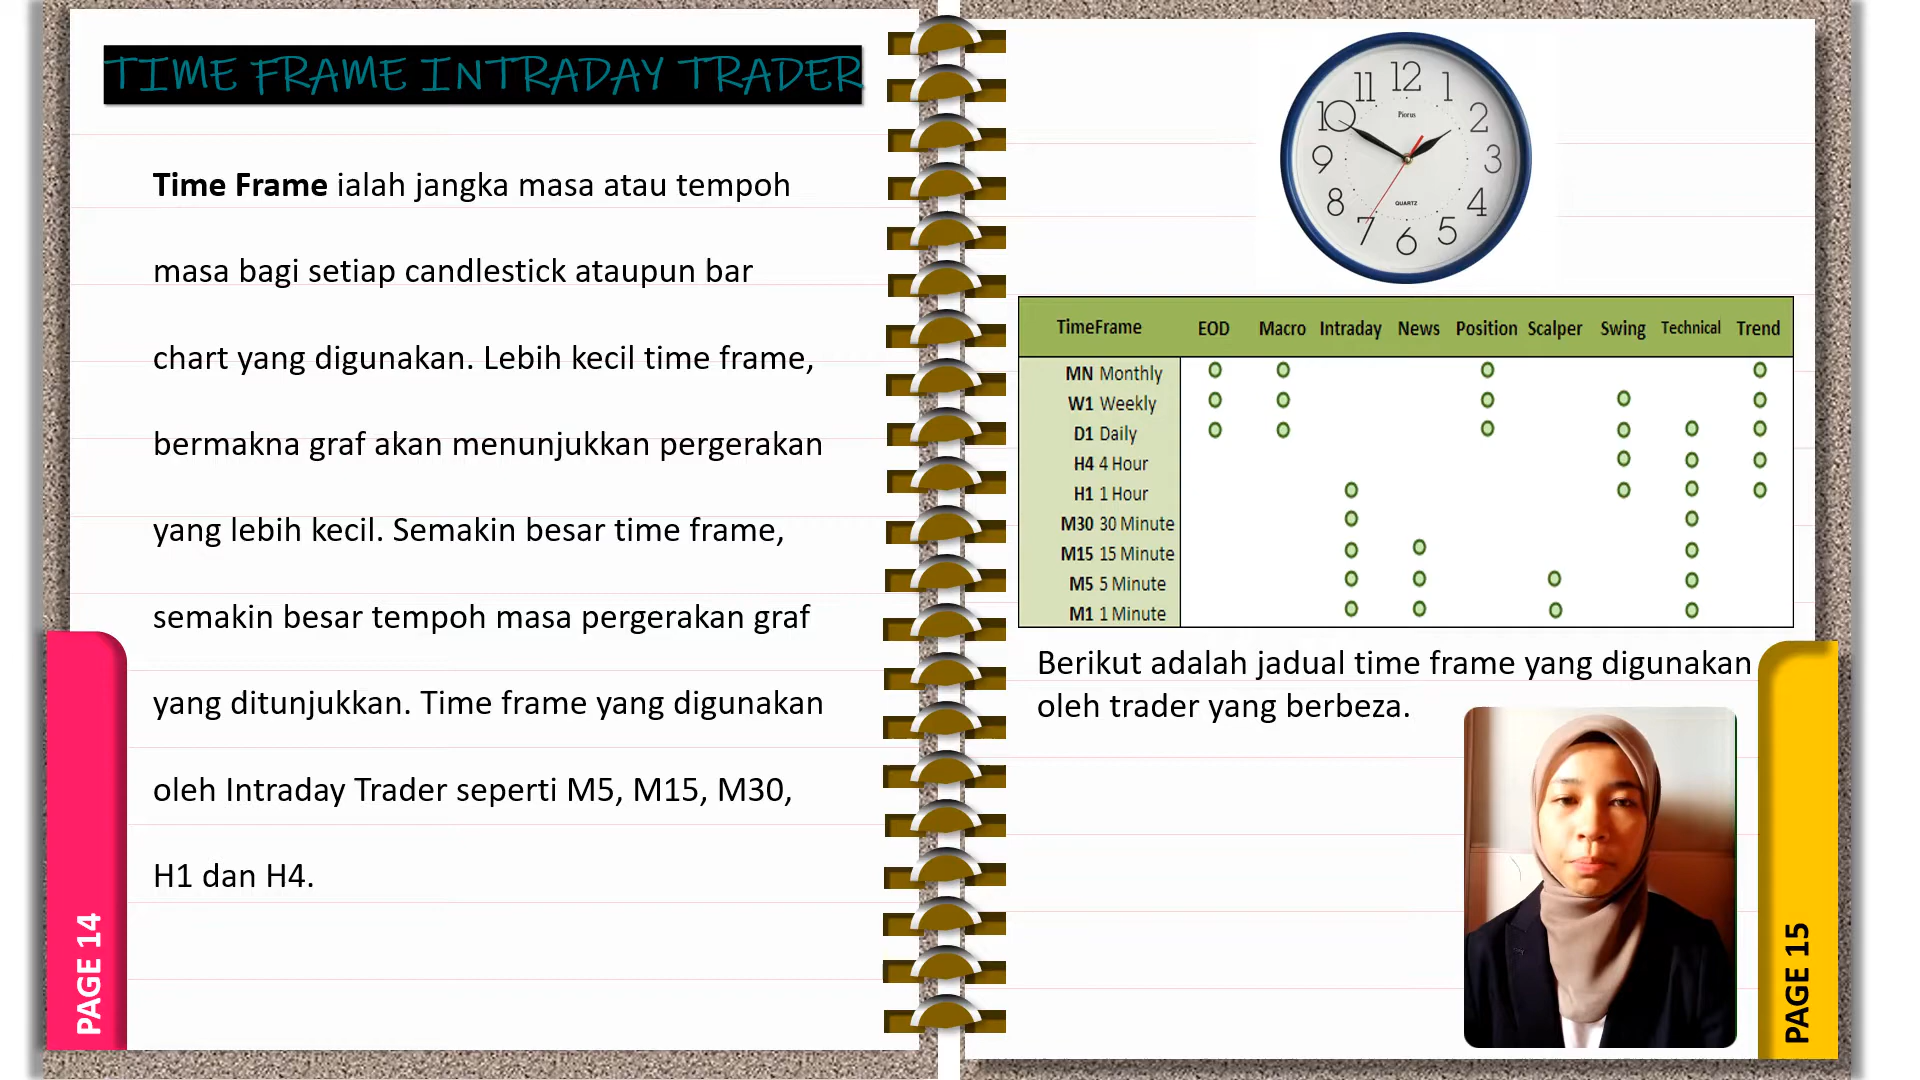 TIME FRAME INTRADAY TRADER
Time Frame ialah jangka masa atau tempoh
masa bagi setiap candlestick ataupun bar
chart yang digunakan. Lebih kecil time frame,
bermakna graf akan menunjukkan pergerakan
yang lebih kecil. Semakin besar time frame,
semakin besar tempoh masa pergerakan graf
yang ditunjukkan. Time frame yang digunakan
oleh Intraday Trader seperti M5, M15, M30,
H1 dan H4.
PAGE 14
12
1
2
3
4
5
6
7
8
9
10
11
QUARTZ
TimeFrame EOD Macro Intraday News Position Scalper Swing Technical Trend
MN Monthly
W1 Weekly
D1 Daily
H4 4 Hour
H1 1 Hour
M30 30 Minute
M15 15 Minute
M5 5 Minute
M1 1 Minute
Berikut adalah jadual time frame yang digunakan
oleh trader yang berbeza.
PAGE 15